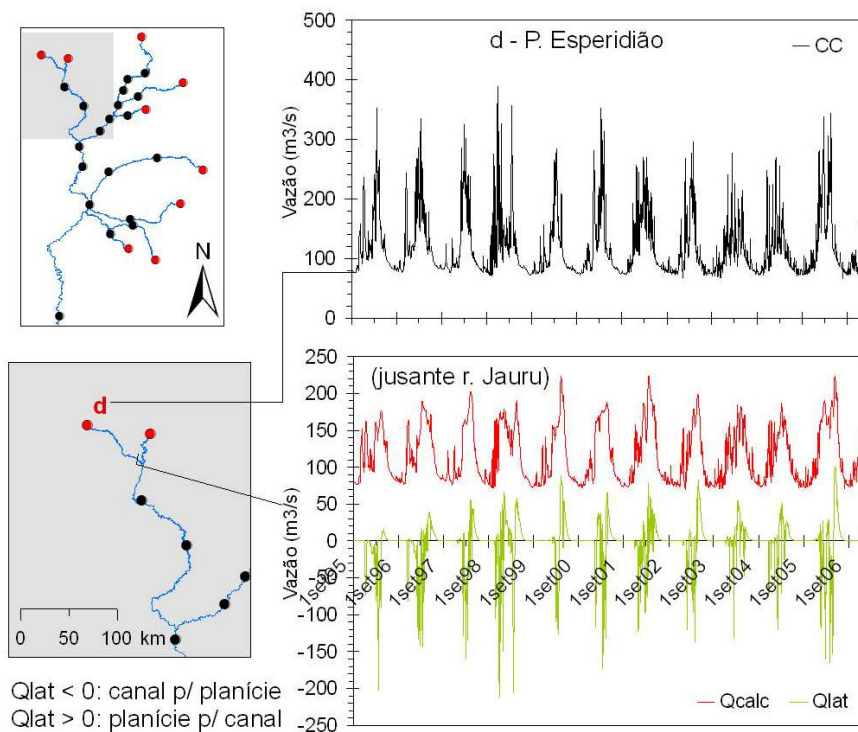 d - P. Esperidião
CC
Vazão (m3/s)
500
400
300
200
100
0
N
d
0 50 100 km
Qlat < 0: canal p/ planície
Qlat > 0: planície p/ canal
(jusante r. Jauru)
Vazão (m3/s)
250
200
150
100
50
0
-50
-100
-150
-200
-250
1set95
1set96
1set97
1set98
1set99
1set00
1set01
1set02
1set03
1set04
1set05
1set06
Qcalc
Qlat